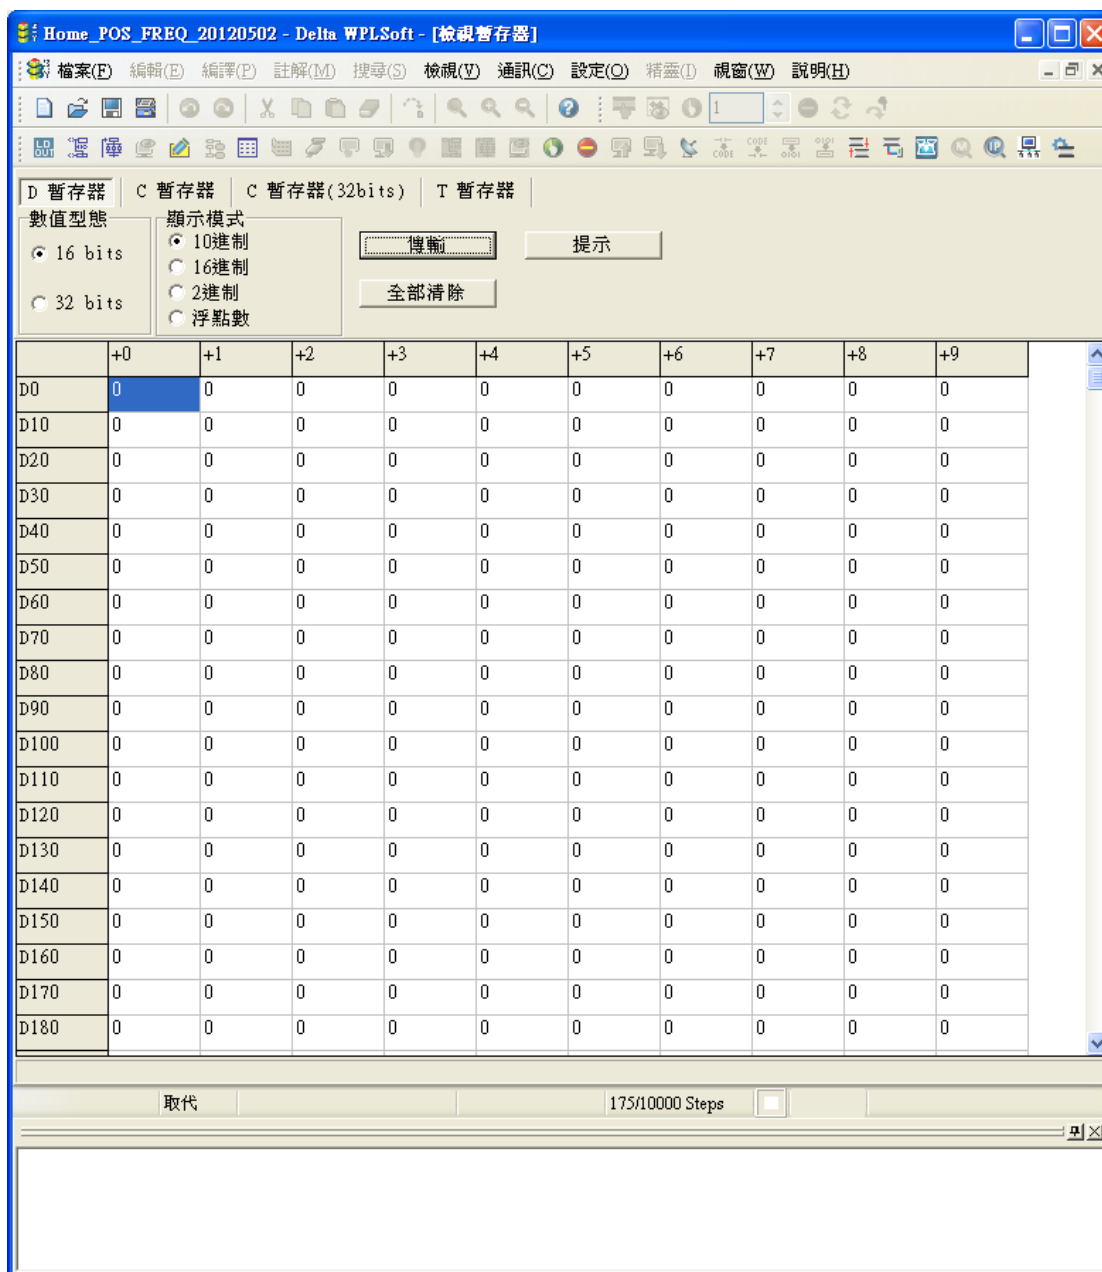 Home_POS_FREQ_20120502 - Delta WPLSoft - [檢視暫存器]
檔案(F) 編輯(E) 編譯(P) 註解(M) 搜尋(S) 檢視(V) 通訊(C) 設定(O) 精靈(I) 視窗(W) 說明(H)
1
D 暫存器 C 暫存器 C 暫存器(32bits) T 暫存器
數值型態 顯示模式
16 bits 10進制 傳輸 提示
16進制
32 bits 2進制 全部清除
浮點數
+0 +1 +2 +3 +4 +5 +6 +7 +8 +9
D0 0 0 0 0 0 0 0 0 0 0
D10 0 0 0 0 0 0 0 0 0 0
D20 0 0 0 0 0 0 0 0 0 0
D30 0 0 0 0 0 0 0 0 0 0
D40 0 0 0 0 0 0 0 0 0 0
D50 0 0 0 0 0 0 0 0 0 0
D60 0 0 0 0 0 0 0 0 0 0
D70 0 0 0 0 0 0 0 0 0 0
D80 0 0 0 0 0 0 0 0 0 0
D90 0 0 0 0 0 0 0 0 0 0
D100 0 0 0 0 0 0 0 0 0 0
D110 0 0 0 0 0 0 0 0 0 0
D120 0 0 0 0 0 0 0 0 0 0
D130 0 0 0 0 0 0 0 0 0 0
D140 0 0 0 0 0 0 0 0 0 0
D150 0 0 0 0 0 0 0 0 0 0
D160 0 0 0 0 0 0 0 0 0 0
D170 0 0 0 0 0 0 0 0 0 0
D180 0 0 0 0 0 0 0 0 0 0
取代 175/10000 Steps